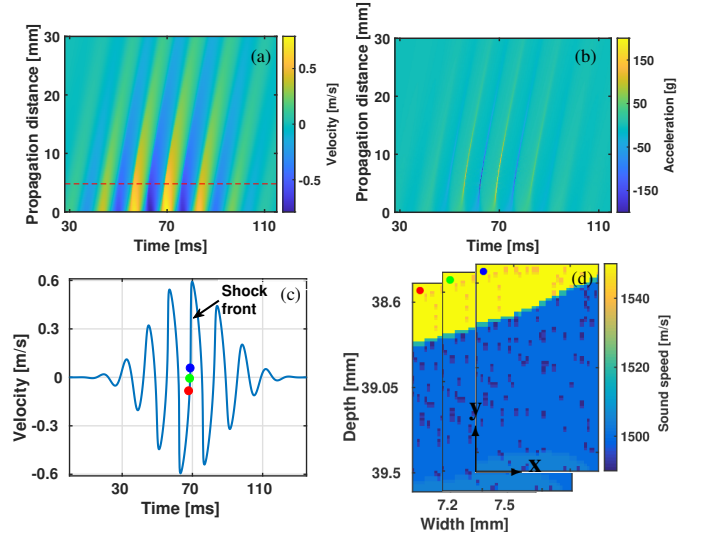 Propagation distance [mm]
30
20
10
0
30
70
110
Time [ms]
(a)
0.5
0
-0.5
Velocity [m/s]
Propagation distance [mm]
30
20
10
0
30
70
110
Time [ms]
(b)
150
50
-50
-150
Acceleration [g]
Velocity [m/s]
0.6
0.3
0
-0.3
-0.6
30
70
110
Time [ms]
Shock
front
(c)
Depth [mm]
38.6
39.05
39.5
7.2
7.5
Width [mm]
(d)
y
x
1540
1520
1500
Sound speed [m/s]